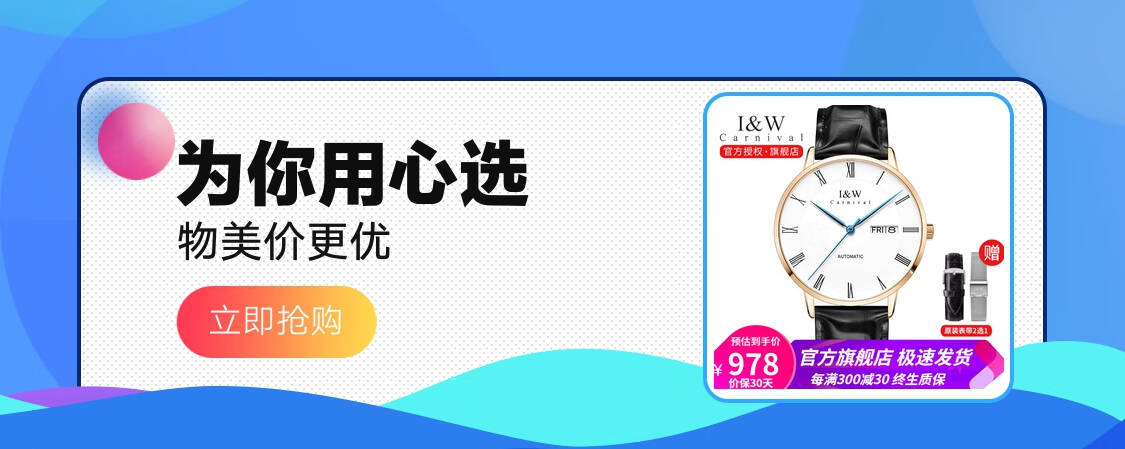 为你用心选
物美价更优
立即抢购
I&W
Carnival
官方授权·旗舰店
I&W
Carnival
FRI 8
AUTOMATIC
赠
原装表带2选1
预估到手价
¥978
价保30天
官方旗舰店 极速发货
每满300减30 终生质保